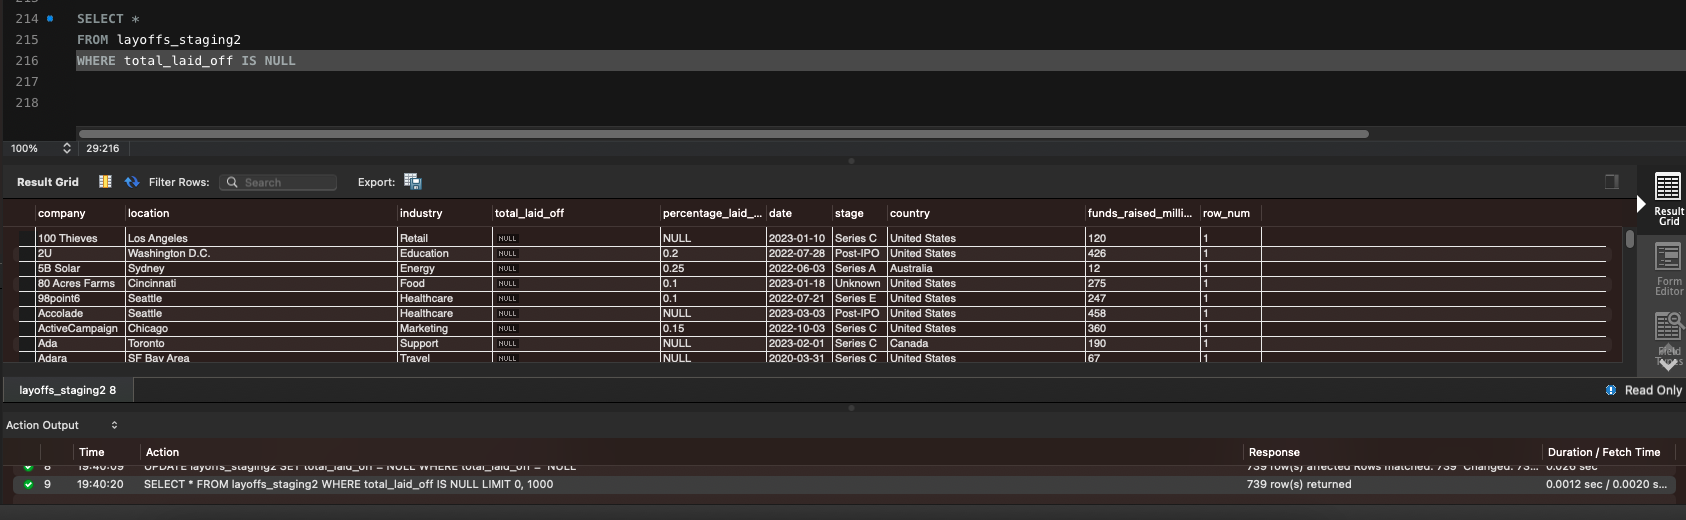 214 SELECT *
215 FROM layoffs_staging2
216 WHERE total_laid_off IS NULL
217
218
100% 29:216
Result Grid Filter Rows: Search Export:
company location industry total_laid_off percentage_laid_... date stage country funds_raised_milli... row_num
100 Thieves Los Angeles Retail NULL NULL 2023-01-10 Series C United States 120 1
2U Washington D.C. Education NULL 0.2 2022-07-28 Post-IPO United States 426 1
5B Solar Sydney Energy NULL 0.25 2022-06-03 Series A Australia 12 1
80 Acres Farms Cincinnati Food NULL 0.1 2023-01-18 Unknown United States 275 1
98point6 Seattle Healthcare NULL 0.1 2022-07-21 Series E United States 247 1
Accolade Seattle Healthcare NULL NULL 2023-03-03 Post-IPO United States 458 1
ActiveCampaign Chicago Marketing NULL 0.15 2022-10-03 Series C United States 360 1
Ada Toronto Support NULL NULL 2023-02-01 Series C Canada 190 1
Adara SF Bay Area Travel NULL NULL 2020-03-31 Series C United States 67 1
Result
Grid
Form
Editor
Field
Types
layoffs_staging2 8 Read Only
Action Output
Time Action Response Duration / Fetch Time
8 19:40:09 UPDATE layoffs_staging2 SET total_laid_off = NULL WHERE total_laid_off = 'NULL' 739 row(s) affected Rows matched: 739 Changed: 73... 0.026 sec
9 19:40:20 SELECT * FROM layoffs_staging2 WHERE total_laid_off IS NULL LIMIT 0, 1000 739 row(s) returned 0.0012 sec / 0.0020 s...